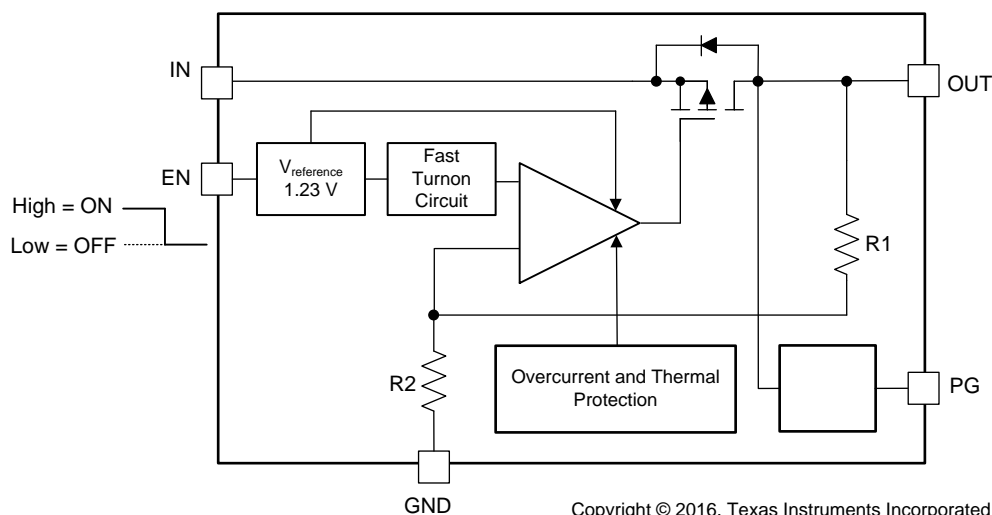 IN
OUT
EN
V reference
1.23 V
Fast
Turnon
Circuit
High = ON
Low = OFF
R1
R2
Overcurrent and Thermal
Protection
PG
GND
Copyright © 2016, Texas Instruments Incorporated